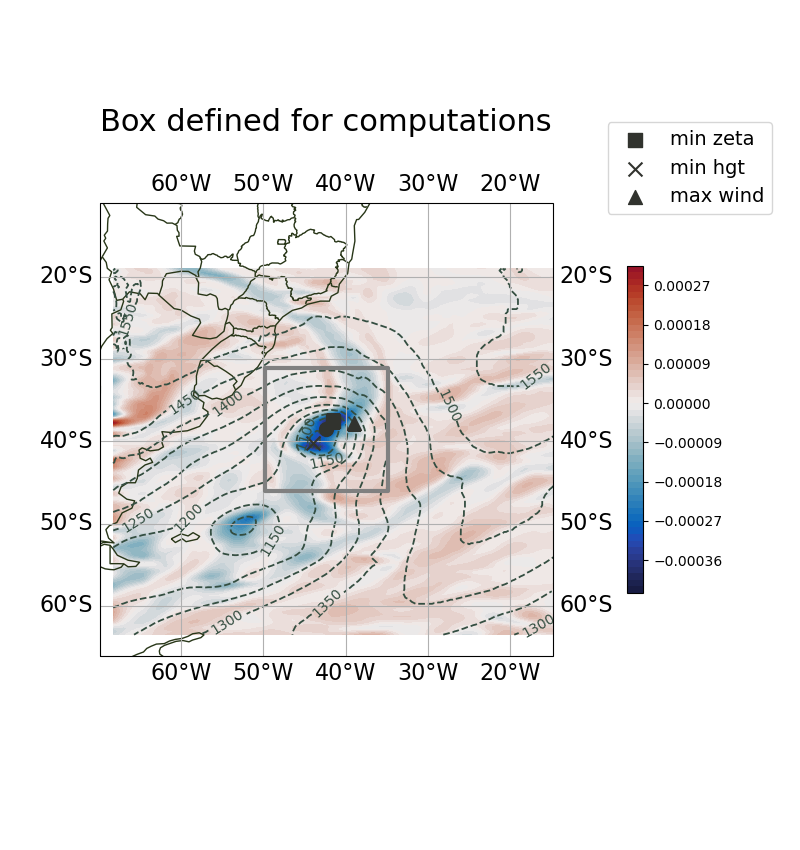 Box defined for computations
min zeta
min hgt
max wind
60°W 50°W 40°W 30°W 20°W
20°S 20°S
30°S 30°S
40°S 40°S
50°S 50°S
60°S 60°S
60°W 50°W 40°W 30°W 20°W
0.00027
0.00018
0.00009
0.00000
−0.00009
−0.00018
−0.00027
−0.00036
1550
1550
1450
1400
1500
1150
1250
1200
1150
1350
1300
1300